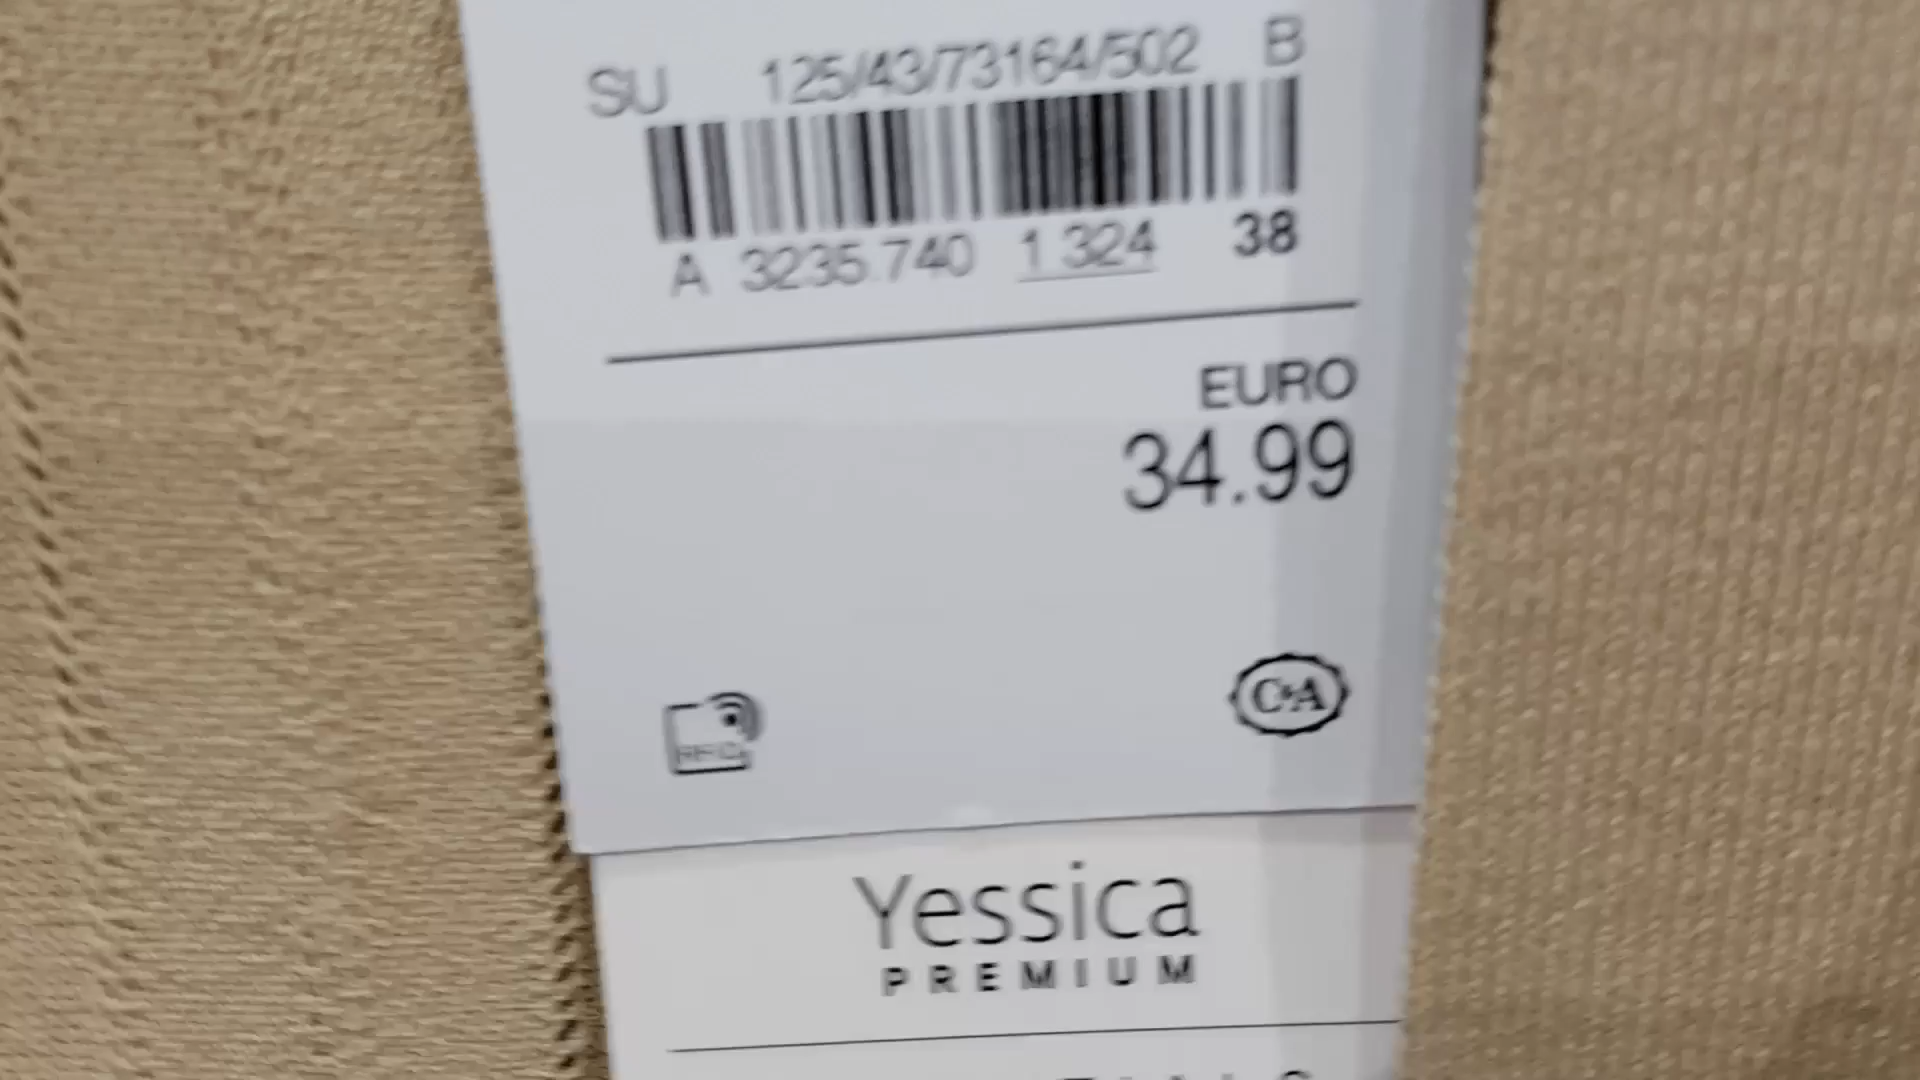 SU 125/43/73164/502 B
A 3235.740 1 324 38
EURO
34.99
RFID
C&A
Yessica
PREMIUM